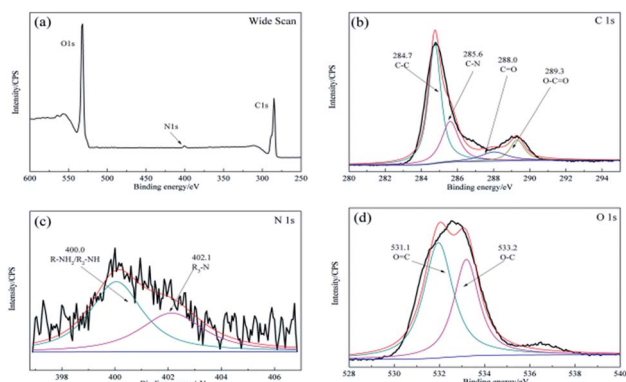 (a)
Wide Scan
O1s
N1s
C1s
Intensity/CPS
600 550 500 450 400 350 300 250
Binding energy/eV
(b)
C 1s
284.7
C-C
285.6
C-N
288.0
C=O
289.3
O-C=O
Intensity/CPS
280 282 284 286 288 290 292 294
Binding energy/eV
(c)
N 1s
400.0
R-NH2/R2-NH
402.1
R3-N
Intensity/CPS
398 400 402 404 406
(d)
O 1s
531.1
O=C
533.2
O-C
Intensity/CPS
528 530 532 534 536 538 540
Binding energy/eV